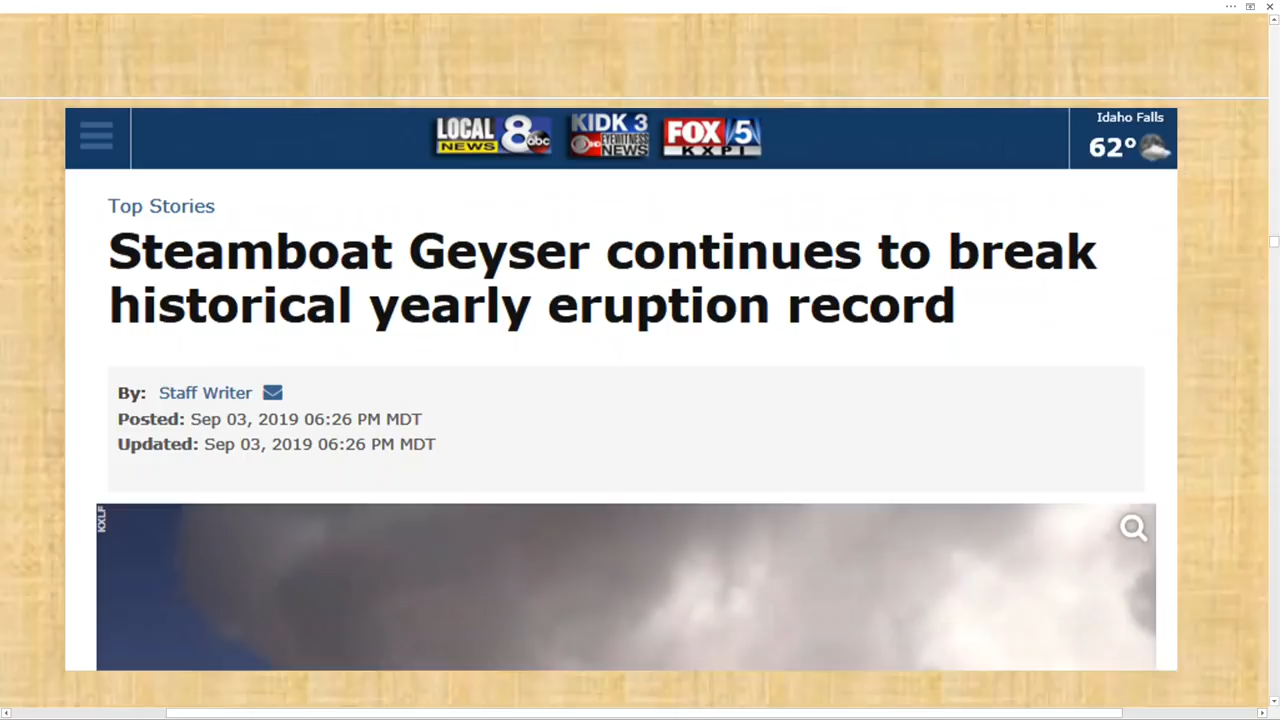 Idaho Falls
LOCAL NEWS 8 abc
KIDK 3 EYEWITNESS NEWS
FOX 5 KXPI
62°
Top Stories
Steamboat Geyser continues to break
historical yearly eruption record
By: Staff Writer
Posted: Sep 03, 2019 06:26 PM MDT
Updated: Sep 03, 2019 06:26 PM MDT
KXLF